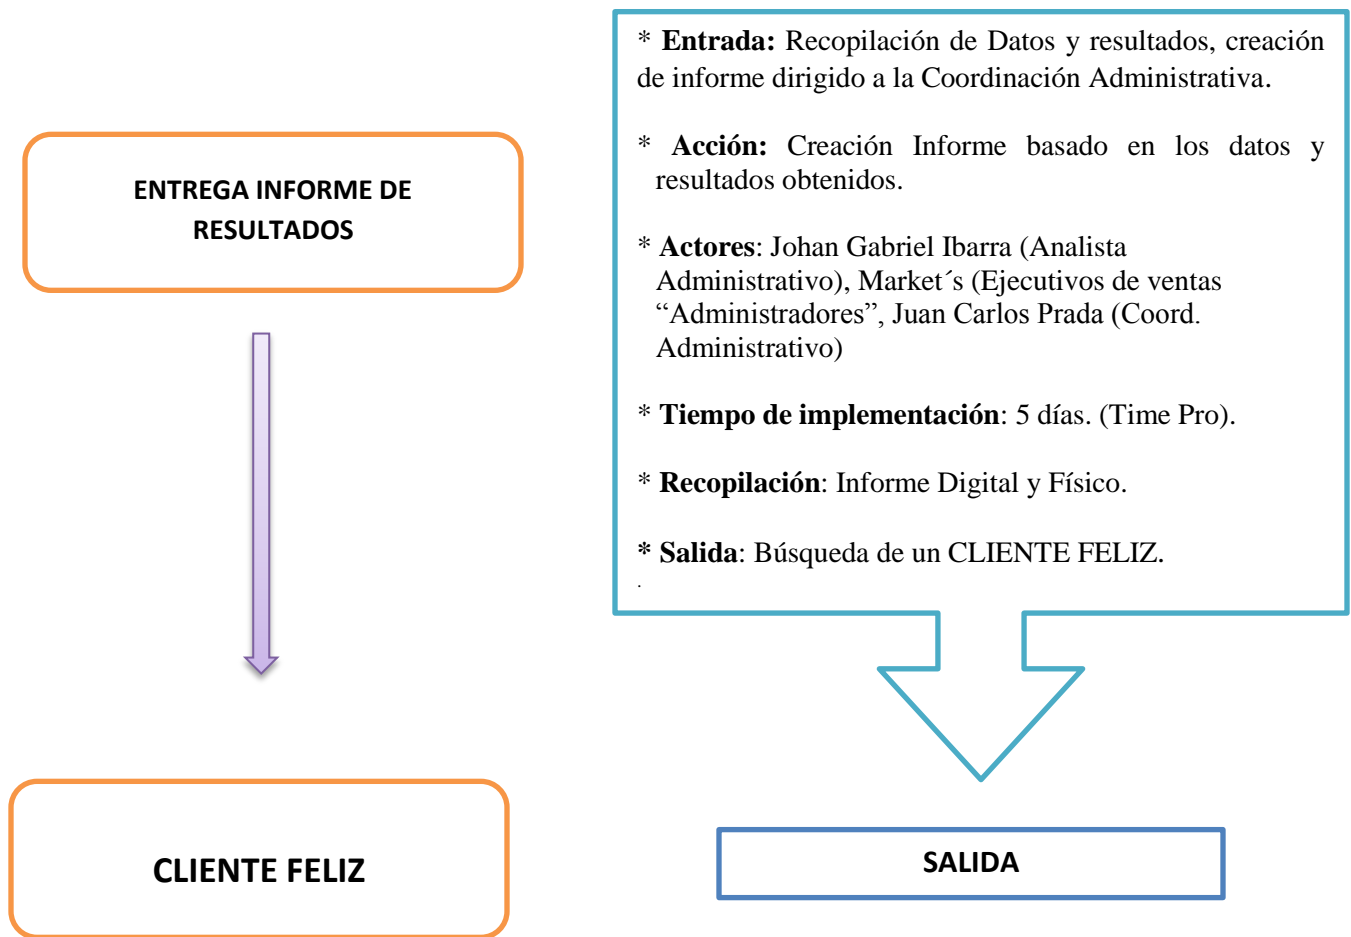 * Entrada: Recopilación de Datos y resultados, creación
de informe dirigido a la Coordinación Administrativa.
* Acción: Creación Informe basado en los datos y
resultados obtenidos.
* Actores: Johan Gabriel Ibarra (Analista
Administrativo), Market´s (Ejecutivos de ventas
“Administradores”, Juan Carlos Prada (Coord.
Administrativo)
* Tiempo de implementación: 5 días. (Time Pro).
* Recopilación: Informe Digital y Físico.
* Salida: Búsqueda de un CLIENTE FELIZ.
.
ENTREGA INFORME DE
RESULTADOS
CLIENTE FELIZ
SALIDA